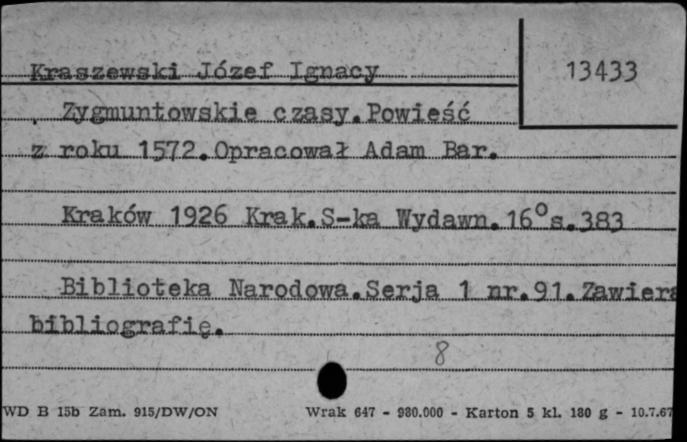 Kraszewski Józef Ignacy
13433
Zygmuntowskie czasy.Powieść
z roku 1572.Opracował Adam Bar.
Kraków 1926 Krak.S-ka Wydawn.16°s.383
Biblioteka Narodowa.Serja 1 nr.91.Zawiera
bibliografię.
8
WD B 15b Zam. 915/DW/ON Wrak 647 - 980.000 - Karton 5 kl. 180 g - 10.7.67